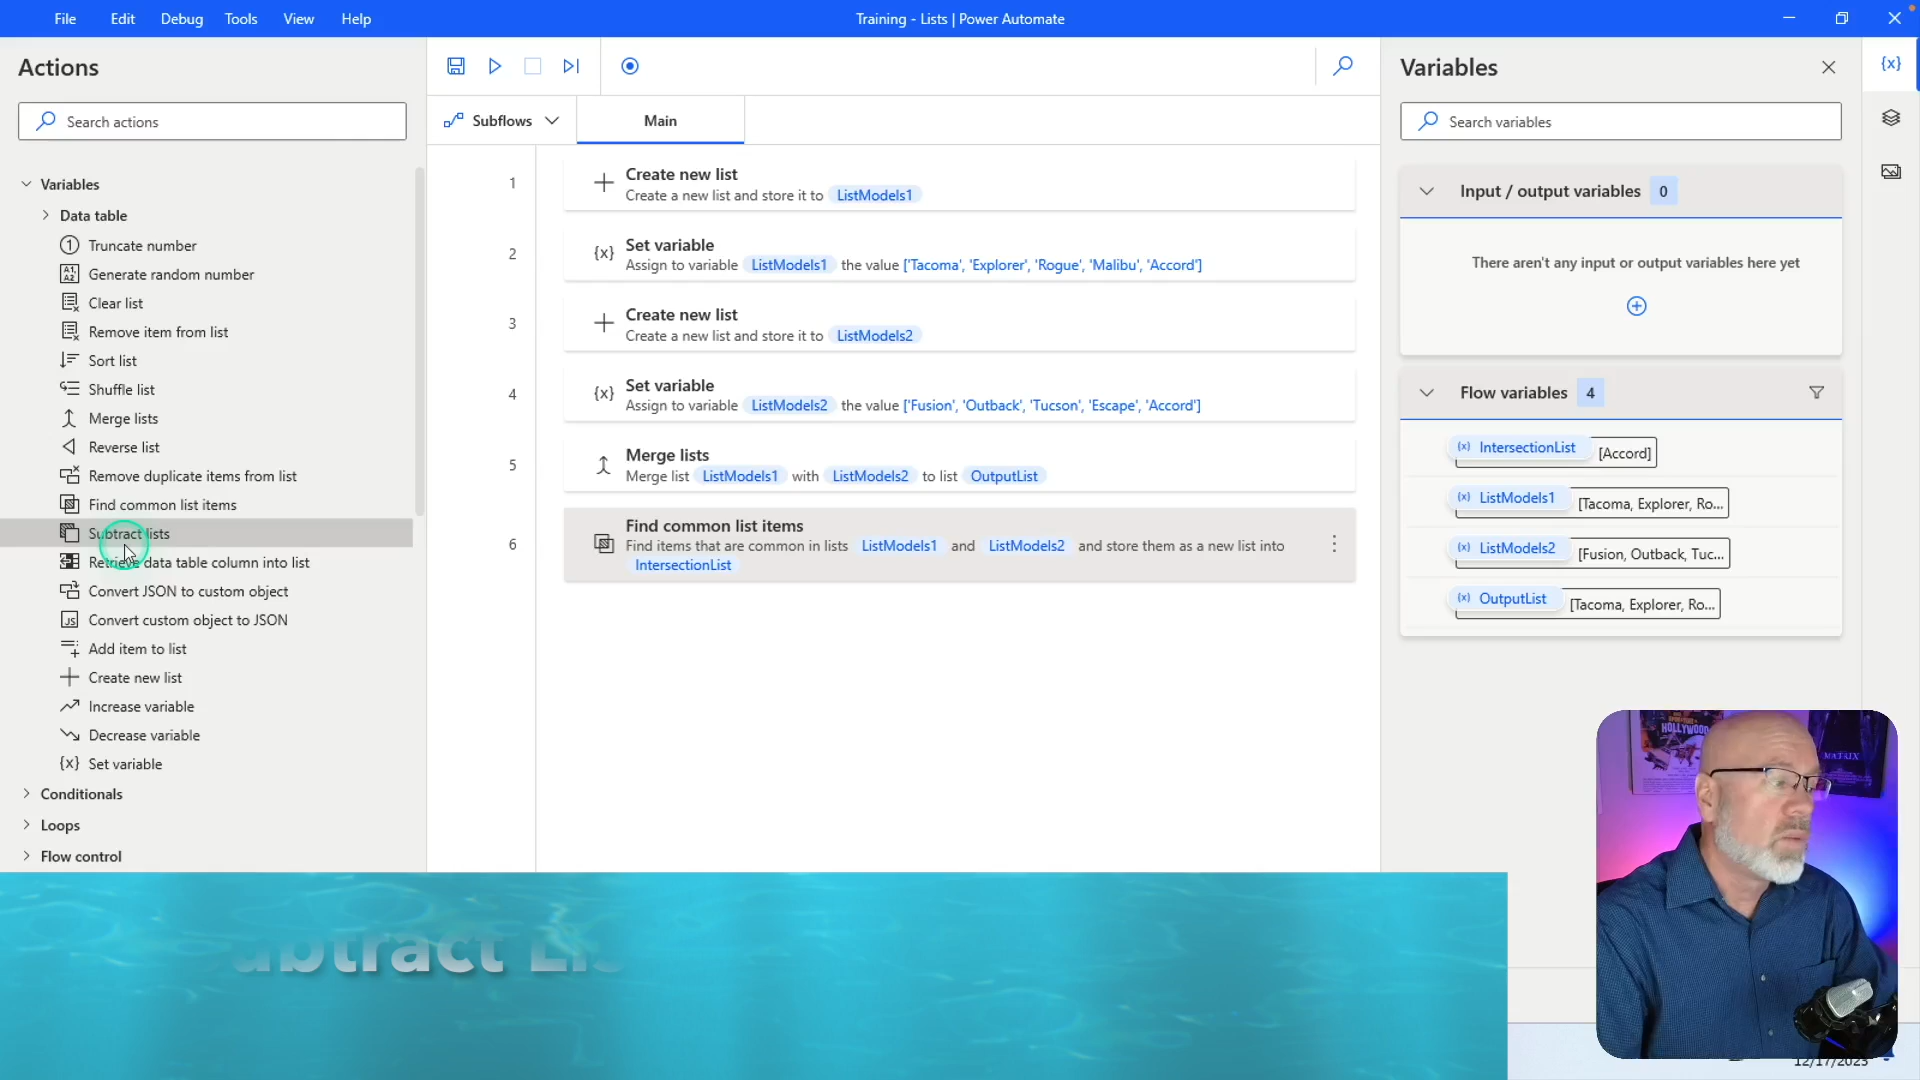 File Edit Debug Tools View Help
Training - Lists | Power Automate
Actions
Search actions
Variables
Data table
Truncate number
Generate random number
Clear list
Remove item from list
Sort list
Shuffle list
Merge lists
Reverse list
Remove duplicate items from list
Find common list items
Subtract lists
Retrieve data table column into list
Convert JSON to custom object
Convert custom object to JSON
Add item to list
Create new list
Increase variable
Decrease variable
{x} Set variable
Conditionals
Loops
Flow control
Subflows
Main
1
Create new list
Create a new list and store it to ListModels1
2
{x} Set variable
Assign to variable ListModels1 the value ['Tacoma', 'Explorer', 'Rogue', 'Malibu', 'Accord']
3
Create new list
Create a new list and store it to ListModels2
4
{x} Set variable
Assign to variable ListModels2 the value ['Fusion', 'Outback', 'Tucson', 'Escape', 'Accord']
5
Merge lists
Merge list ListModels1 with ListModels2 to list OutputList
6
Find common list items
Find items that are common in lists ListModels1 and ListModels2 and store them as a new list into
IntersectionList
Variables
{x}
Search variables
Input / output variables 0
There aren't any input or output variables here yet
Flow variables 4
{x} IntersectionList [Accord]
{x} ListModels1 [Tacoma, Explorer, Ro...
{x} ListModels2 [Fusion, Outback, Tuc...
{x} OutputList [Tacoma, Explorer, Ro...
HOLLYWOOD
MATRIX
12/17/2023